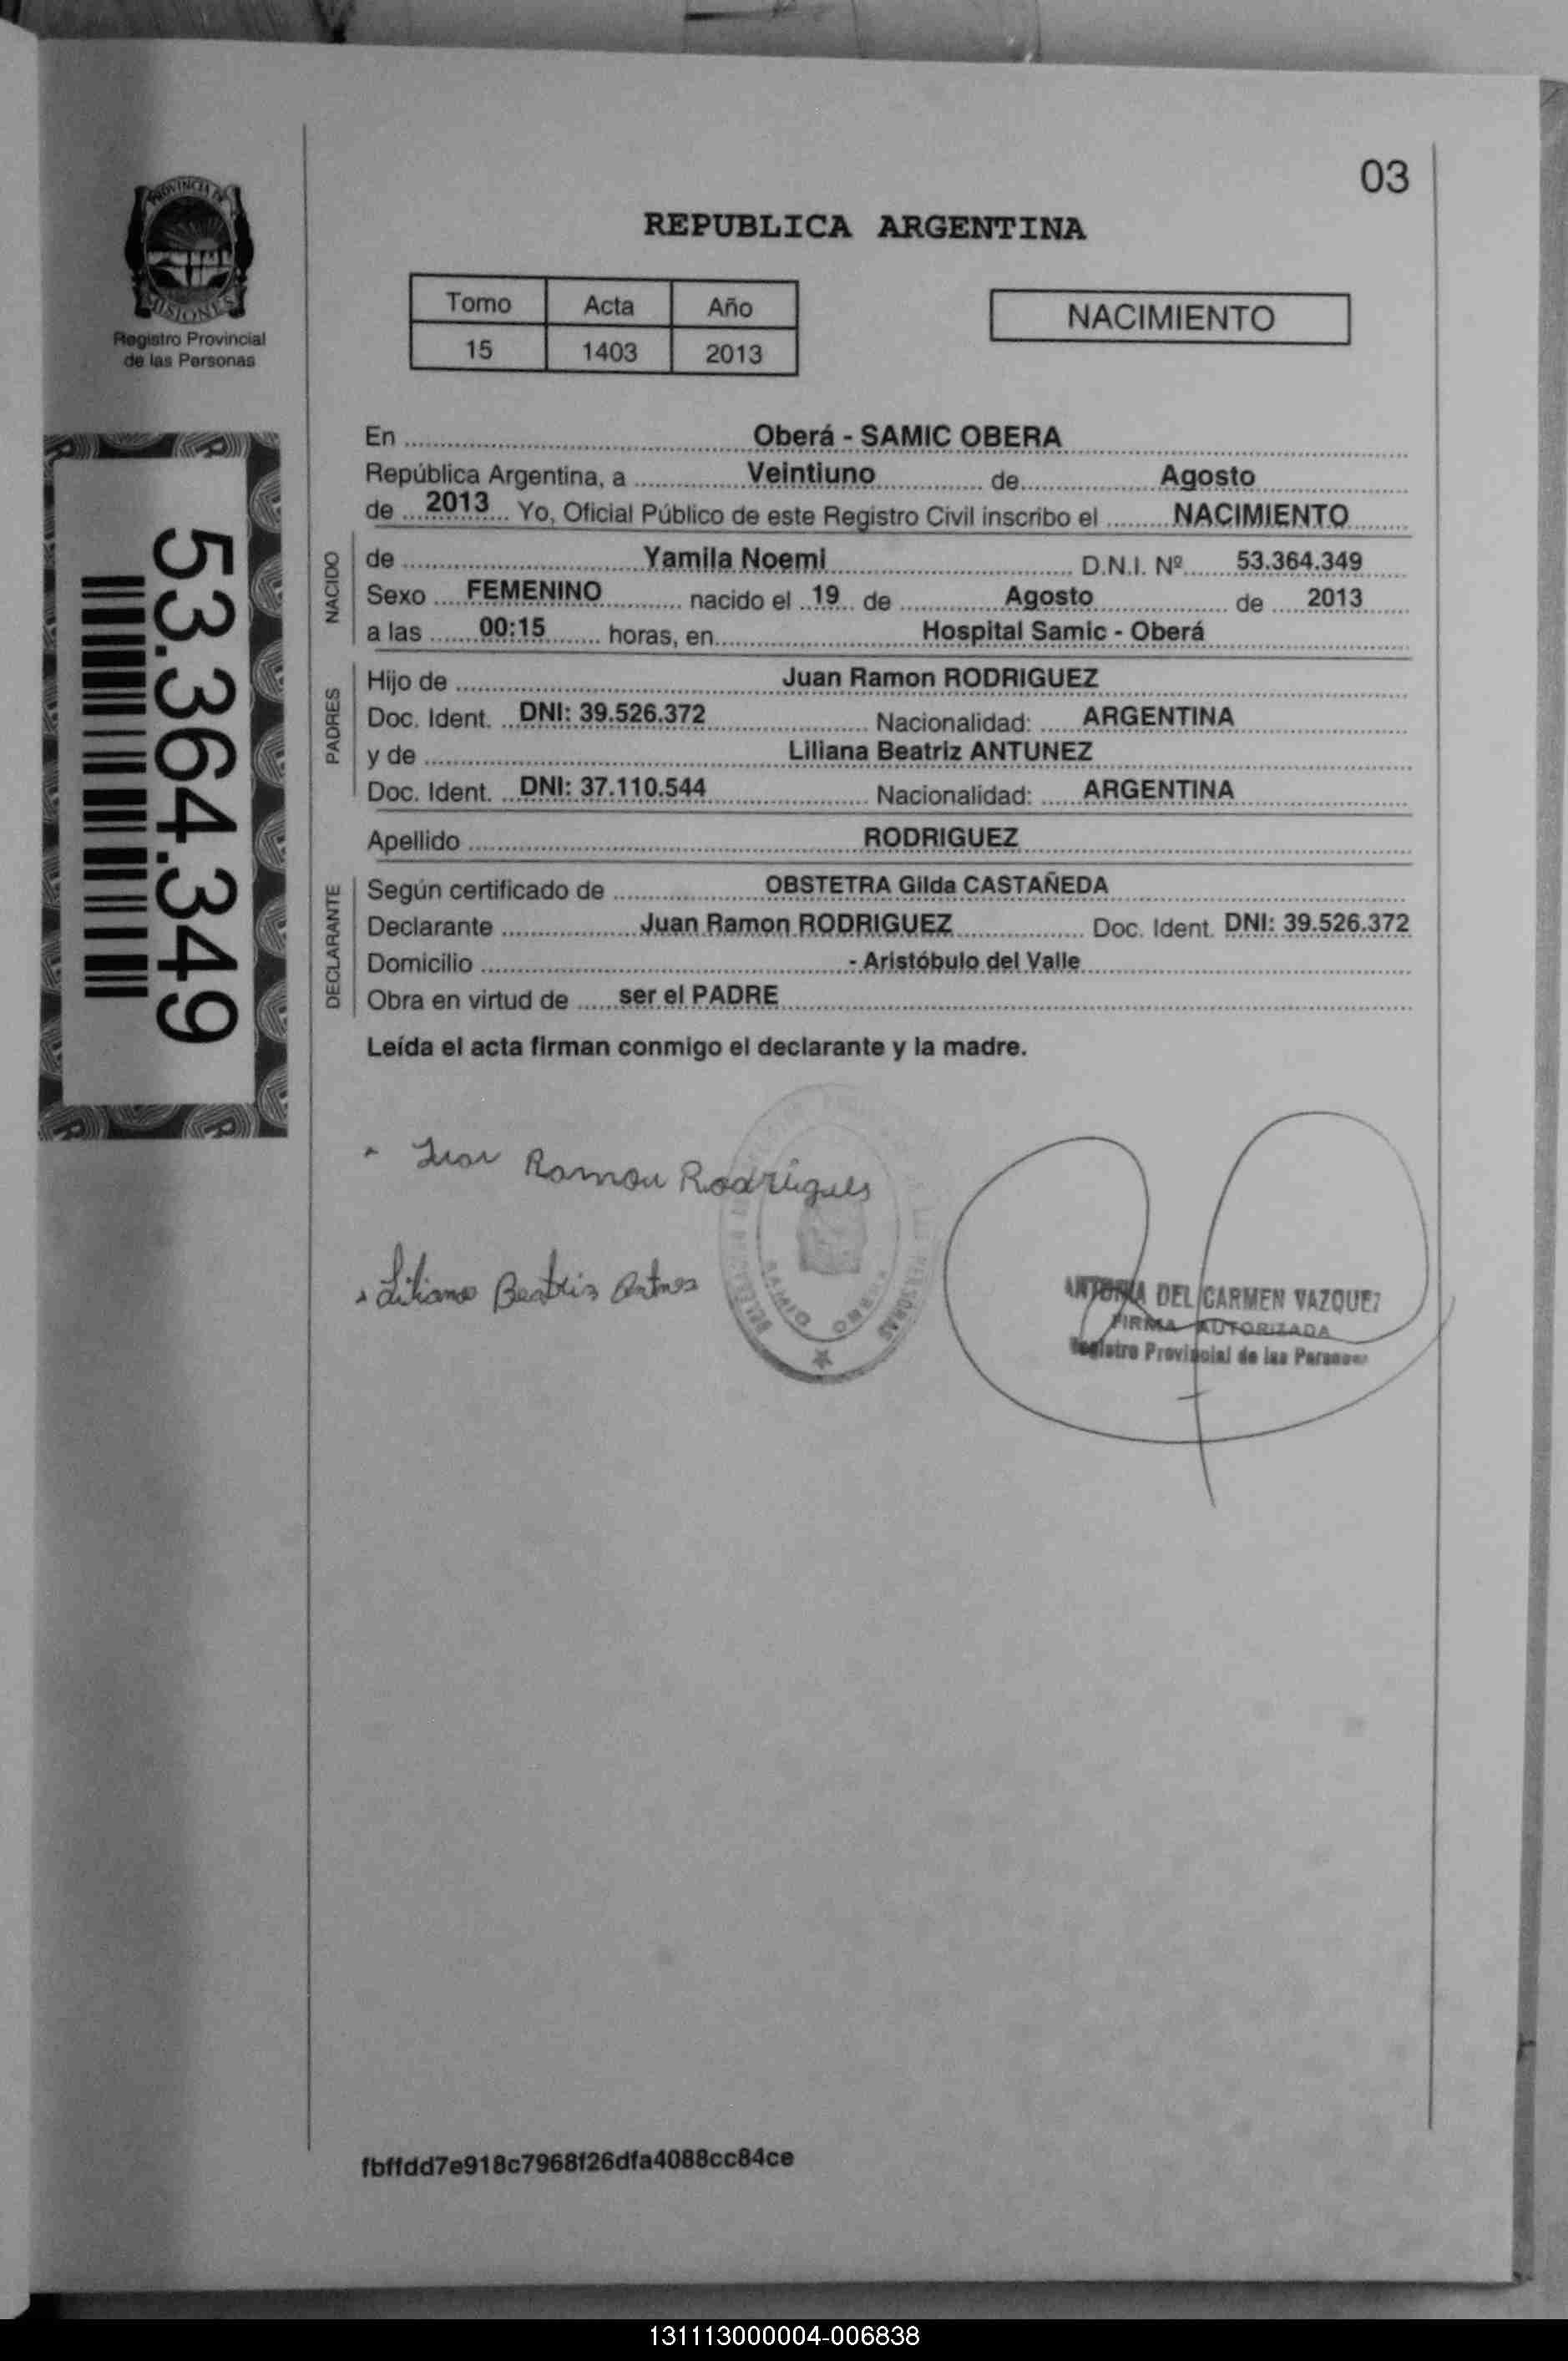 03
REPUBLICA ARGENTINA
PROVINCIA DE
MISIONES
Registro Provincial
de las Personas
Tomo Acta Año
15 1403 2013
NACIMIENTO
53.364.349
En ........ Oberá - SAMIC OBERA
República Argentina, a ........ Veintiuno ........ de ........ Agosto
de ... 2013 ... Yo, Oficial Público de este Registro Civil inscribo el ........ NACIMIENTO
NACIDO
de ........ Yamila Noemi ........ D.N.I. Nº ...... 53.364.349
Sexo .... FEMENINO ........ nacido el .. 19 .. de ........ Agosto ........ de .... 2013
a las ...... 00:15 ...... horas, en ........ Hospital Samic - Oberá
PADRES
Hijo de ........ Juan Ramon RODRIGUEZ
Doc. Ident. .. DNI: 39.526.372 ........ Nacionalidad: ..... ARGENTINA
y de ........ Liliana Beatriz ANTUNEZ
Doc. Ident. .. DNI: 37.110.544 ........ Nacionalidad: ..... ARGENTINA
Apellido ........ RODRIGUEZ
DECLARANTE
Según certificado de ........ OBSTETRA Gilda CASTAÑEDA
Declarante ........ Juan Ramon RODRIGUEZ ........ Doc. Ident. DNI: 39.526.372
Domicilio ........ - Aristóbulo del Valle
Obra en virtud de ..... ser el PADRE
Leída el acta firman conmigo el declarante y la madre.
Juan Ramon Rodrigues
Liliana Beatris
ANTONIA DEL CARMEN VAZQUEZ
FIRMA AUTORIZADA
Registro Provincial de las Personas
fbffdd7e918c7968f26dfa4088cc84ce
131113000004-006838